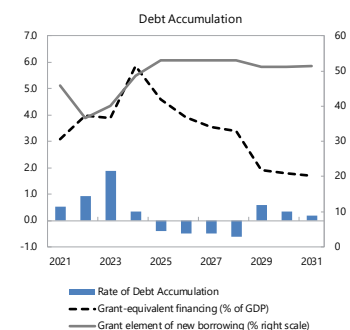 Debt Accumulation
7.0 60
6.0 50
5.0
4.0 40
3.0 30
2.0 20
1.0
0.0 10
-1.0 0
2021 2023 2025 2027 2029 2031
Rate of Debt Accumulation
Grant-equivalent financing (% of GDP)
Grant element of new borrowing (% right scale)